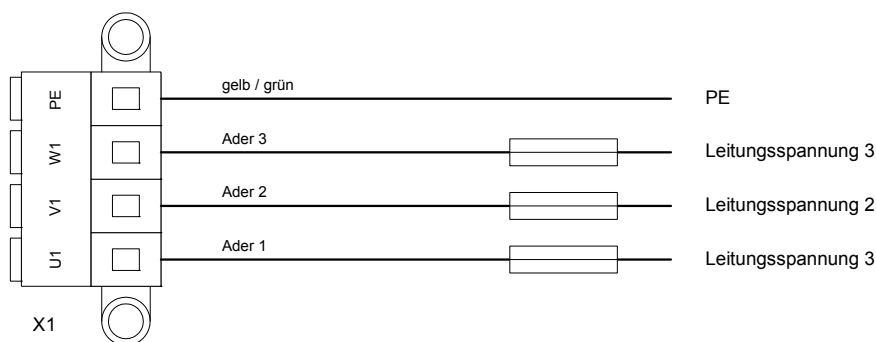 PE gelb / grün PE
W1 Ader 3 Leitungsspannung 3
V1 Ader 2 Leitungsspannung 2
U1 Ader 1 Leitungsspannung 3
X1